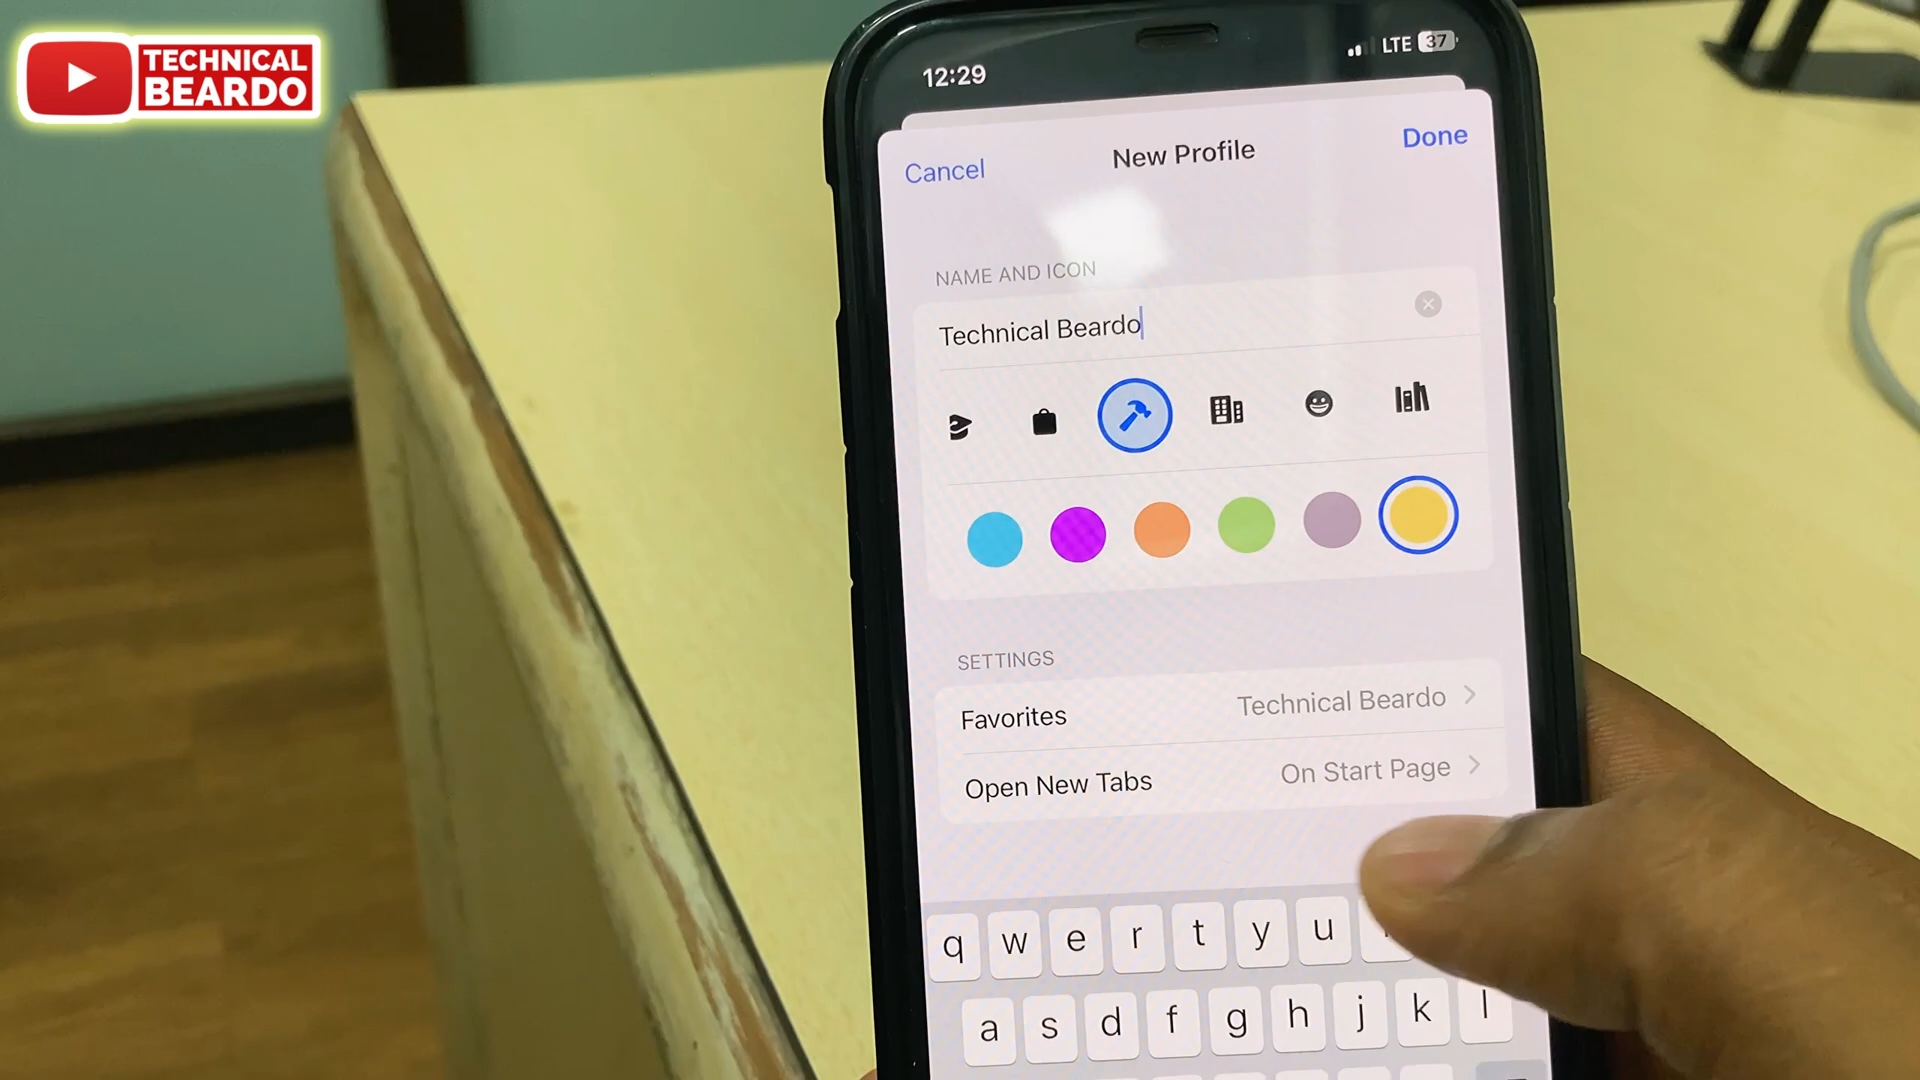 TECHNICAL
BEARDO
12:29
LTE 37
Cancel
New Profile
Done
NAME AND ICON
Technical Beardo
SETTINGS
Favorites
Technical Beardo
Open New Tabs
On Start Page
q w e r t y u
a s d f g h j k l